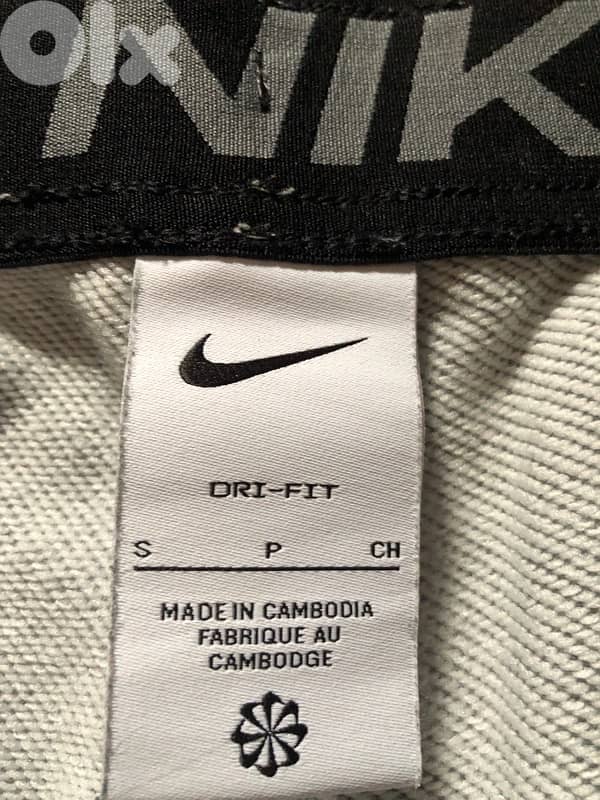 olx
NIK
DRI-FIT
S P CH
MADE IN CAMBODIA
FABRIQUE AU
CAMBODGE